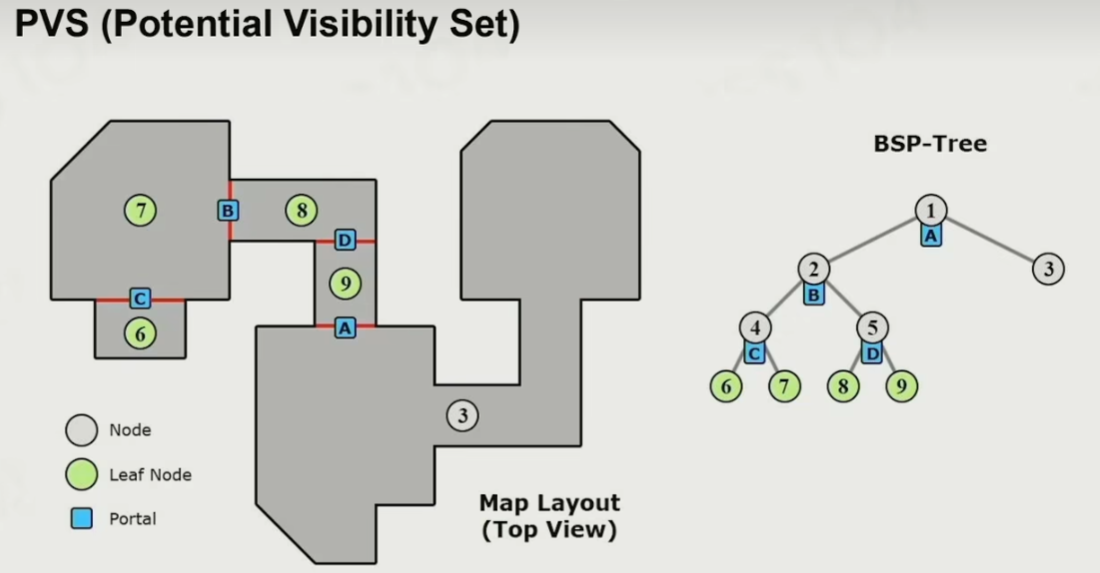 PVS (Potential Visibility Set)
7
B
8
D
9
A
C
6
3
Node
Leaf Node
Portal
Map Layout
(Top View)
BSP-Tree
1
A
2
B
3
4
C
5
D
6
7
8
9